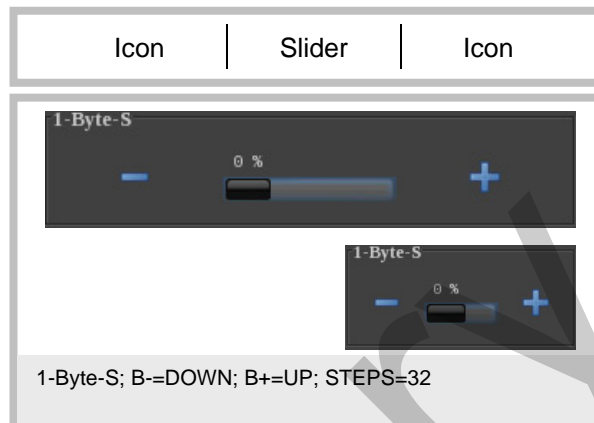 Icon Slider Icon
1-Byte-S
0 %
1-Byte-S
0 %
1-Byte-S; B-=DOWN; B+=UP; STEPS=32